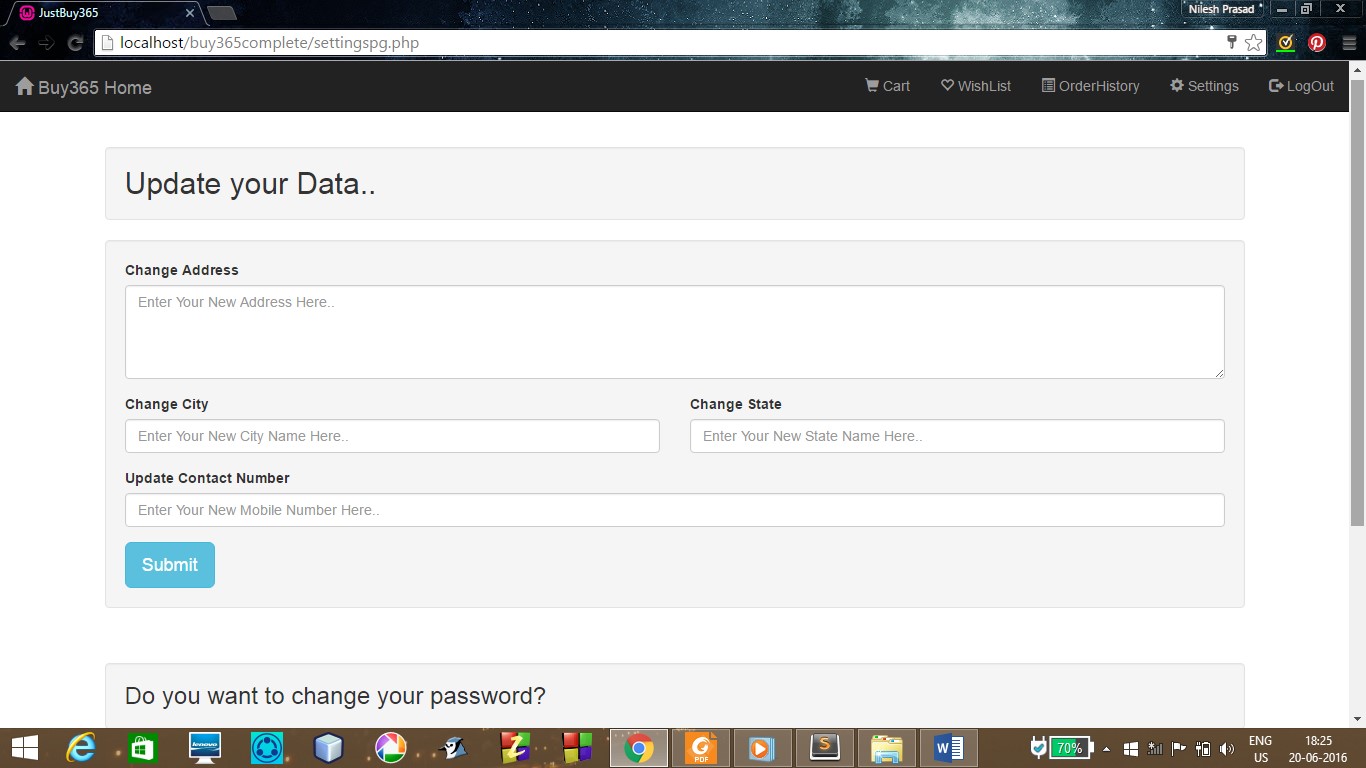 JustBuy365
Nilesh Prasad
localhost/buy365complete/settingspg.php
Buy365 Home
Cart
WishList
OrderHistory
Settings
LogOut
Update your Data..
Change Address
Enter Your New Address Here..
Change City
Change State
Enter Your New City Name Here..
Enter Your New State Name Here..
Update Contact Number
Enter Your New Mobile Number Here..
Submit
Do you want to change your password?
lenovo
PDF
S
W
70%
ENG
US
18:25
20-06-2016